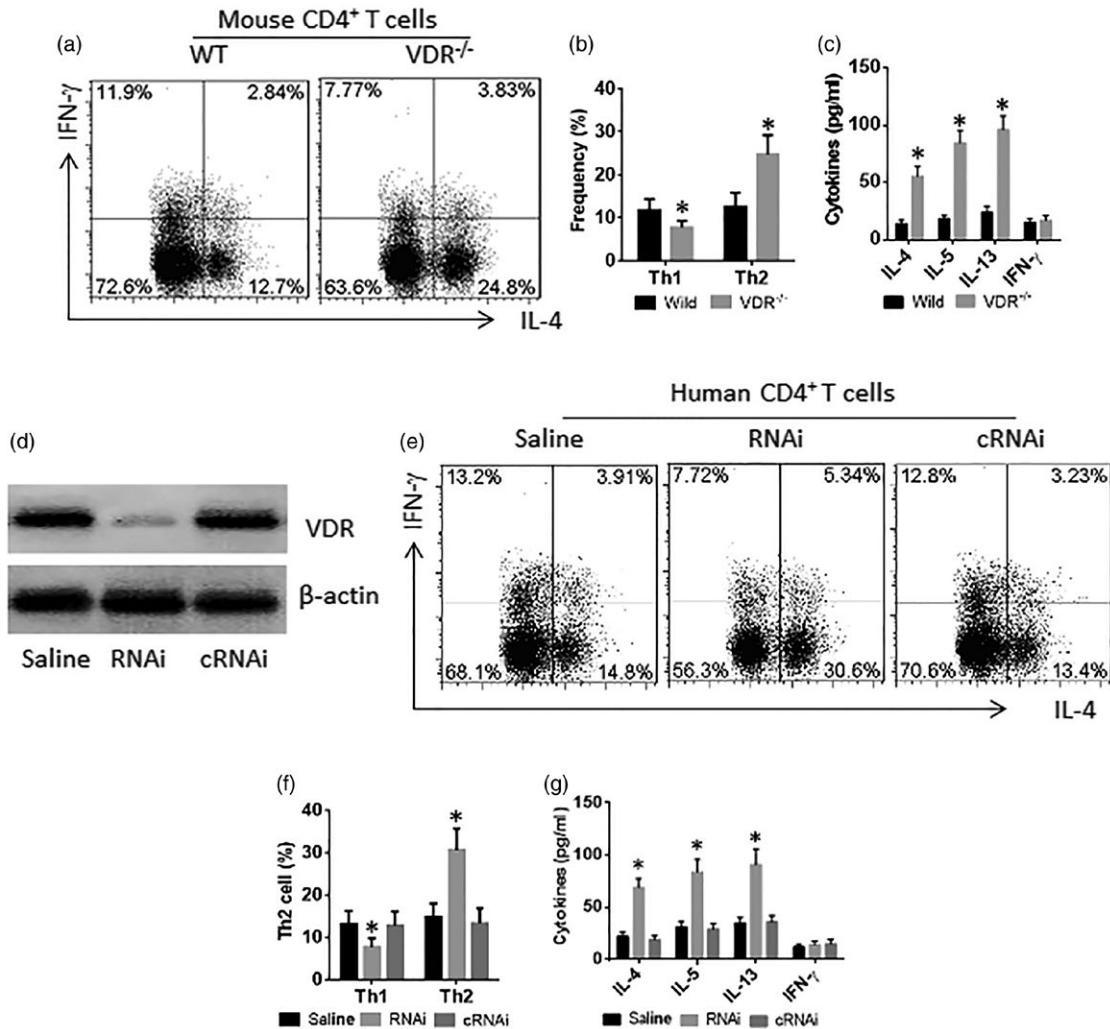 Mouse CD4+ T cells
(a)
WT
VDR-/-
11.9%
2.84%
7.77%
3.83%
IFN-γ
72.6%
12.7%
63.6%
24.8%
IL-4
(b)
Frequency (%)
40
30
20
10
0
Th1
Th2
Wild
VDR-/-
(c)
Cytokines (pg/ml)
150
100
50
0
IL-4
IL-5
IL-13
IFN-γ
Wild
VDR-/-
*
*
*
*
*
(d)
VDR
β-actin
Saline
RNAi
cRNAi
Human CD4+ T cells
(e)
Saline
RNAi
cRNAi
13.2%
3.91%
7.72%
5.34%
12.8%
3.23%
IFN-γ
68.1%
14.8%
56.3%
30.6%
70.6%
13.4%
IL-4
(f)
Th2 cell (%)
40
30
20
10
0
*
*
Th1
Th2
Saline
RNAi
cRNAi
(g)
Cytokines (pg/ml)
150
100
50
0
*
*
*
IL-4
IL-5
IL-13
IFN-γ
Saline
RNAi
cRNAi